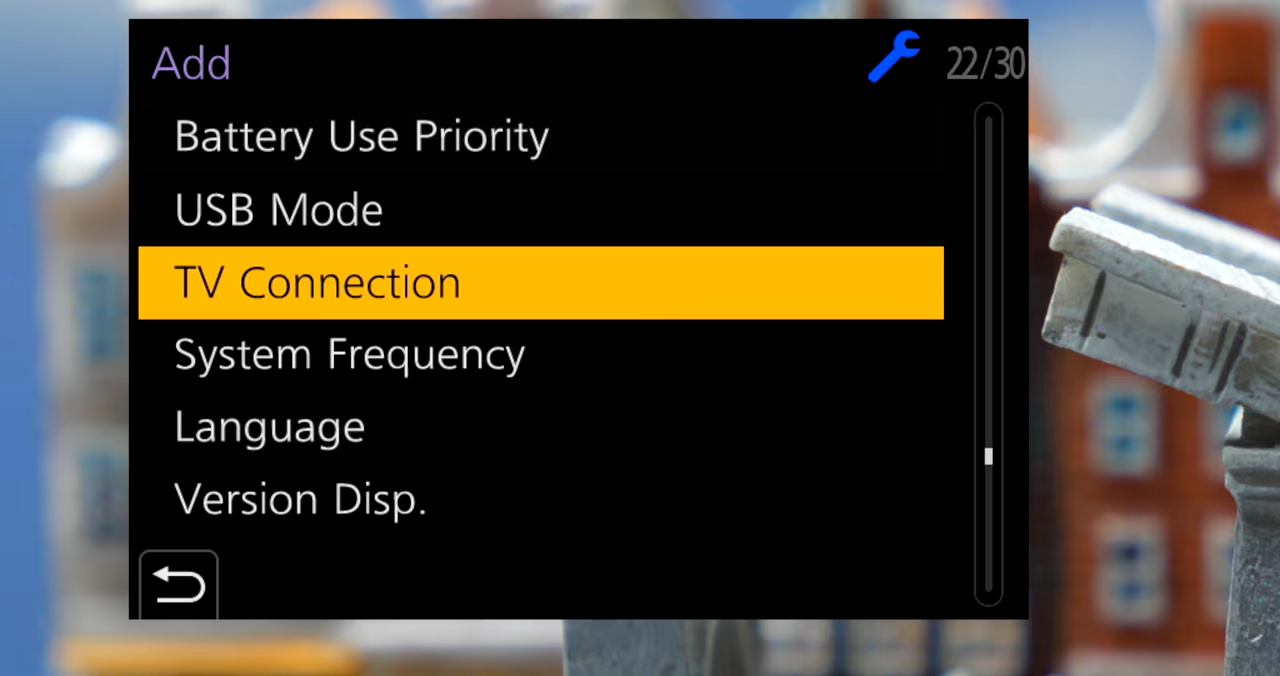 Add 22/30
Battery Use Priority
USB Mode
TV Connection
System Frequency
Language
Version Disp.